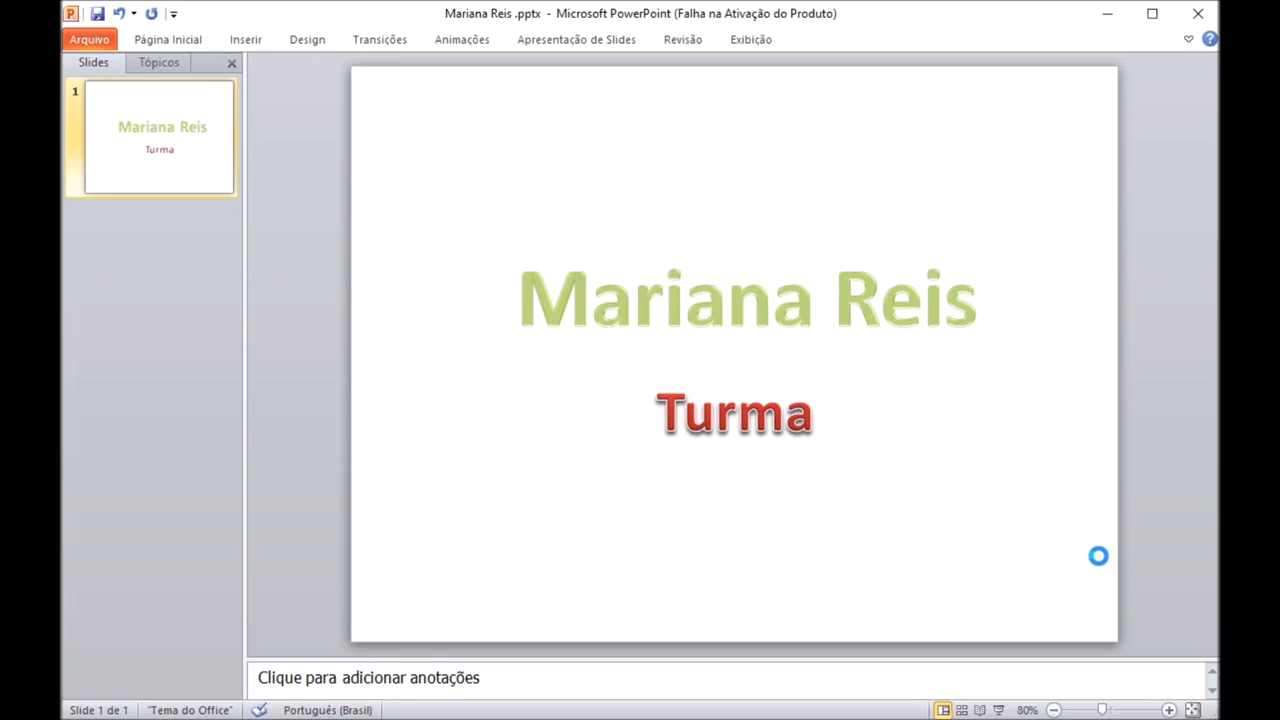 Mariana Reis .pptx - Microsoft PowerPoint (Falha na Ativação do Produto)
Arquivo Página Inicial Inserir Design Transições Animações Apresentação de Slides Revisão Exibição
Slides Tópicos
1
Mariana Reis
Turma
Mariana Reis
Turma
Clique para adicionar anotações
Slide 1 de 1 "Tema do Office" Português (Brasil) 80%